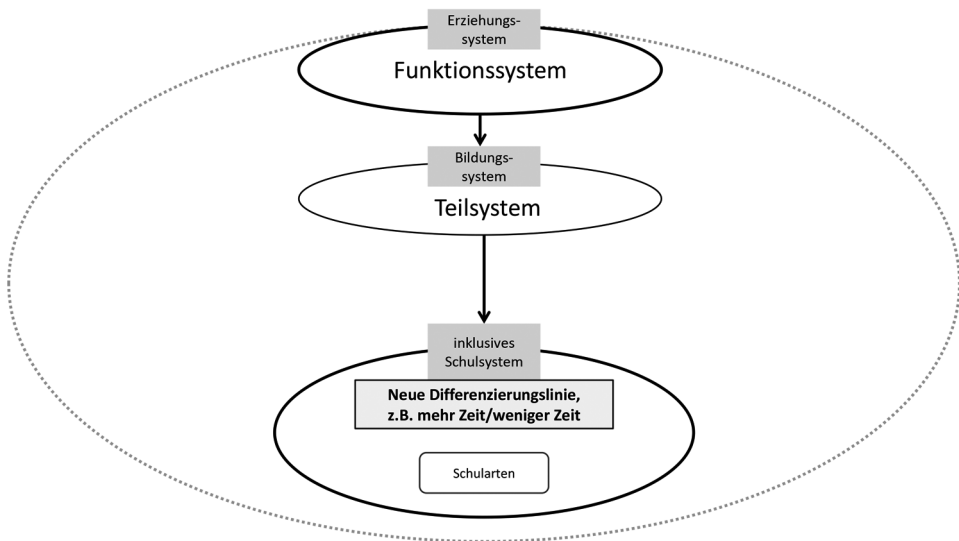 Erziehungs-
system
Funktionssystem
Bildungs-
system
Teilsystem
inklusives
Schulsystem
Neue Differenzierungslinie,
z.B. mehr Zeit/weniger Zeit
Schularten